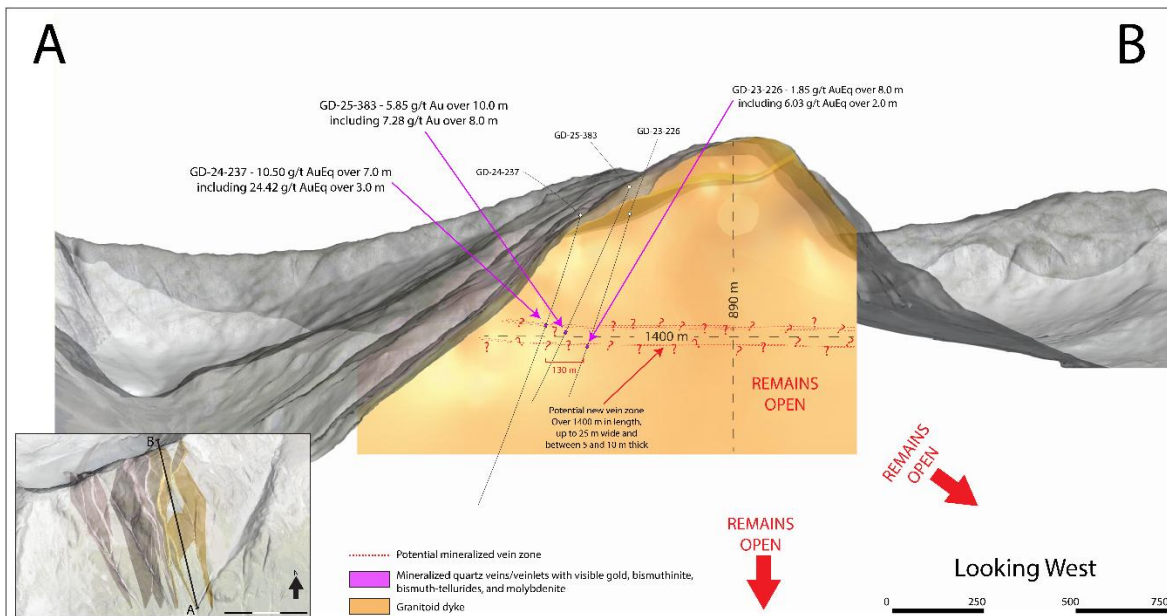 A
B
GD-25-383 - 5.85 g/t Au over 10.0 m
including 7.28 g/t Au over 8.0 m
GD-23-226 - 1.85 g/t AuEq over 8.0 m
including 6.03 g/t AuEq over 2.0 m
GD-24-237 - 10.50 g/t AuEq over 7.0 m
including 24.42 g/t AuEq over 3.0 m
GD-25-383
GD-23-226
GD-24-237
890 m
? ? ? ? ? ? ? ? ? ? ? ?
1400 m
? ? ? ? ? ? ? ? ? ? ? ?
130 m
Potential new vein zone
Over 1400 m in length,
up to 25 m wide and
between 5 and 10 m thick
REMAINS
OPEN
REMAINS
OPEN
REMAINS
OPEN
B
A
N
Potential mineralized vein zone
Mineralized quartz veins/veinlets with visible gold, bismuthinite,
bismuth-tellurides, and molybdenite
Granitoid dyke
Looking West
0 250 500 750